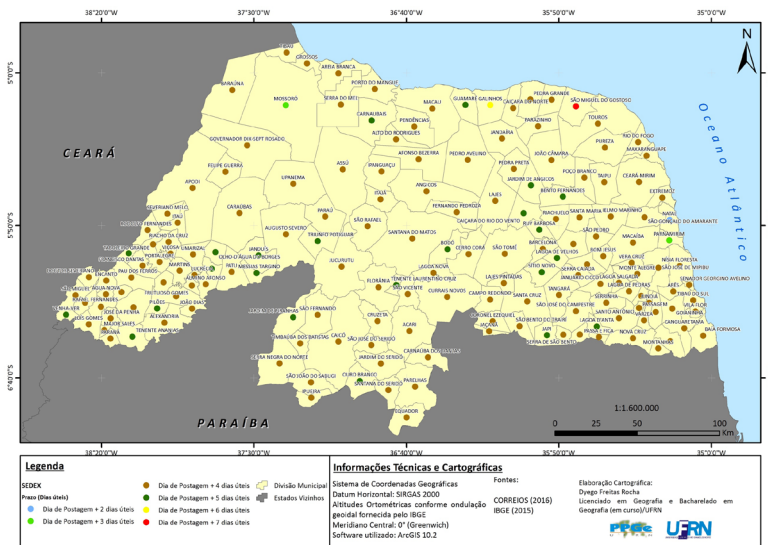 38°20'0"W 37°30'0"W 36°40'0"W 35°50'0"W 35°0'0"W
N
TIBAU
GROSSOS
AREIA BRANCA
PORTO DO MANGUE
BARAÚNA
MOSSORÓ
SERRA DO MEL
CARNAUBAIS
MACAU
GUAMARÉ
GALINHOS
CAIÇARA DO NORTE
PEDRA GRANDE
SÃO MIGUEL DO GOSTOSO
5°0'0"S
PENDÊNCIAS
ALTO DO RODRIGUES
PARAZINHO
TOUROS
JANDAÍRA
PUREZA
RIO DO FOGO
MAXARANGUAPE
GOVERNADOR DIX-SEPT ROSADO
AFONSO BEZERRA
PEDRO AVELINO
JOÃO CÂMARA
PEDRA PRETA
CEARÁ
Oceano Atlântico
FELIPE GUERRA
UPANEMA
ASSÚ
IPANGUAÇU
ANGICOS
JARDIM DE ANGICOS
POÇO BRANCO
TAIPU
CEARÁ-MIRIM
APODI
ITAJÁ
LAJES
BENTO FERNANDES
EXTREMOZ
SEVERIANO MELO
ITAÚ
CARAÚBAS
PARAÚ
SÃO RAFAEL
FERNANDO PEDROZA
CAIÇARA DO RIO DO VENTO
RIACHUELO
SANTA MARIA
IELMO MARINHO
NATAL
SÃO GONÇALO DO AMARANTE
RODOLFO FERNANDES
AUGUSTO SEVERO
TRIUNFO POTIGUAR
SANTANA DO MATOS
RUY BARBOSA
SÃO PEDRO
MACAÍBA
PARNAMIRIM
5°50'0"S
RIACHO DA CRUZ
VIÇOSA
UMARIZAL
JANDUÍS
OLHO-D'ÁGUA DO BORGES
BODÓ
CERRO CORÁ
SÃO TOMÉ
BARCELONA
LAGOA DE VELHOS
BOM JESUS
VERA CRUZ
NÍSIA FLORESTA
PORTALEGRE
MARTINS
LUCRÉCIA
PATU
MESSIAS TARGINO
JUCURUTU
LAGOA NOVA
SÍTIO NOVO
SERRA CAIADA
MONTE ALEGRE
SÃO JOSÉ DE MIPIBU
SENADOR GEORGINO AVELINO
ENCANTO
PAU DOS FERROS
ALMINO AFONSO
FLORÂNIA
TENENTE LAURENTINO CRUZ
LAJES PINTADAS
JANUÁRIO CICCO
LAGOA SALGADA
LAGOA DE PEDRAS
ARÊS
TIBAU DO SUL
SÃO MIGUEL
ÁGUA NOVA
RAFAEL FERNANDES
FRUTUOSO GOMES
SÃO VICENTE
CURRAIS NOVOS
CAMPO REDONDO
SANTA CRUZ
TANGARÁ
SERRINHA
VILA FLOR
VENHA-VER
LUÍS GOMES
JOSÉ DA PENHA
MAJOR SALES
PARANÁ
PILÕES
JOÃO DIAS
ALEXANDRIA
TENENTE ANANIAS
JARDIM DE PIRANHAS
SÃO FERNANDO
CRUZETA
ACARI
CORONEL EZEQUIEL
JAÇANÃ
SÃO JOSÉ DO CAMPESTRE
SÃO BENTO DO TRAIRI
JAPI
SANTO ANTÔNIO
LAGOA D'ANTA
PASSA E FICA
NOVA CRUZ
MONTANHAS
VÁRZEA
PASSAGEM
GOIANINHA
CANGUARETAMA
BAÍA FORMOSA
TIMBAÚBA DOS BATISTAS
CAICÓ
SÃO JOSÉ DO SERIDÓ
SERRA DE SÃO BENTO
SERRA NEGRA DO NORTE
JARDIM DO SERIDÓ
CARNAÚBA DOS DANTAS
SÃO JOÃO DO SABUGI
OURO BRANCO
SANTANA DO SERIDÓ
PARELHAS
6°40'0"S
IPUEIRA
EQUADOR
PARAÍBA
1:1.600.000
0 25 50 100
Km
Legenda
SEDEX
Prazo (Dias úteis)
Dia de Postagem + 2 dias úteis
Dia de Postagem + 3 dias úteis
Dia de Postagem + 4 dias úteis
Dia de Postagem + 5 dias úteis
Dia de Postagem + 6 dias úteis
Dia de Postagem + 7 dias úteis
Divisão Municipal
Estados Vizinhos
Informações Técnicas e Cartográficas
Sistema de Coordenadas Geográficas
Datum Horizontal: SIRGAS 2000
Altitudes Ortométricas conforme ondulação
geoidal fornecida pelo IBGE
Meridiano Central: 0° (Greenwich)
Software utilizado: ArcGIS 10.2
Fontes:
CORREIOS (2016)
IBGE (2015)
Elaboração Cartográfica:
Dyego Freitas Rocha
Licenciado em Geografia e Bacharelado em
Geografia (em curso)/UFRN
PPGe
UFRN